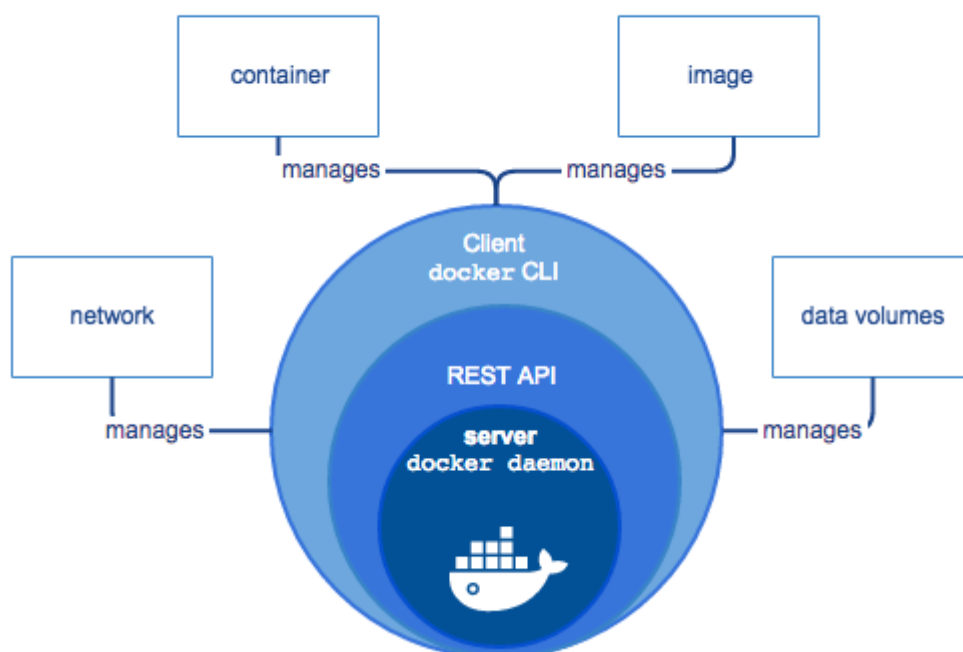 container
image
manages
manages
Client
docker CLI
network
data volumes
REST API
manages
manages
server
docker daemon